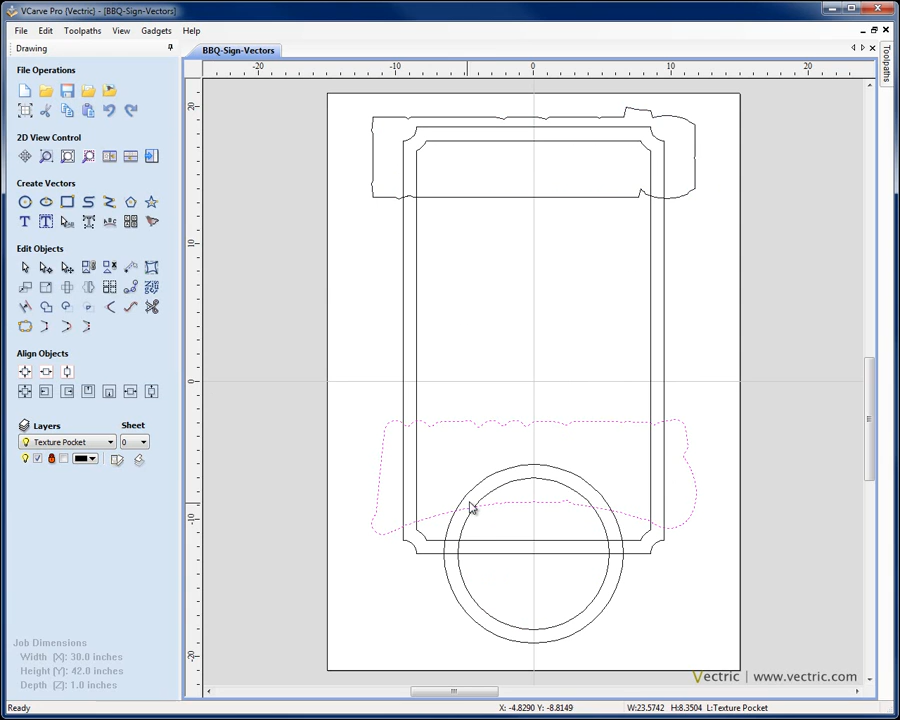 VCarve Pro {Vectric} - [BBQ-Sign-Vectors]
File Edit Toolpaths View Gadgets Help
Drawing
BBQ-Sign-Vectors
Toolpaths
-20 -10 0 10 20
File Operations
20
2D View Control
Create Vectors
10
Edit Objects
Align Objects
0
Layers Sheet
Texture Pocket 0
-10
Job Dimensions
Width (X): 30.0 inches
Height (Y): 42.0 inches
Depth (Z): 1.0 inches
-20
Vectric | www.vectric.com
Ready X: -4.8290 Y: -8.8149 W:23.5742 H:8.3504 L:Texture Pocket